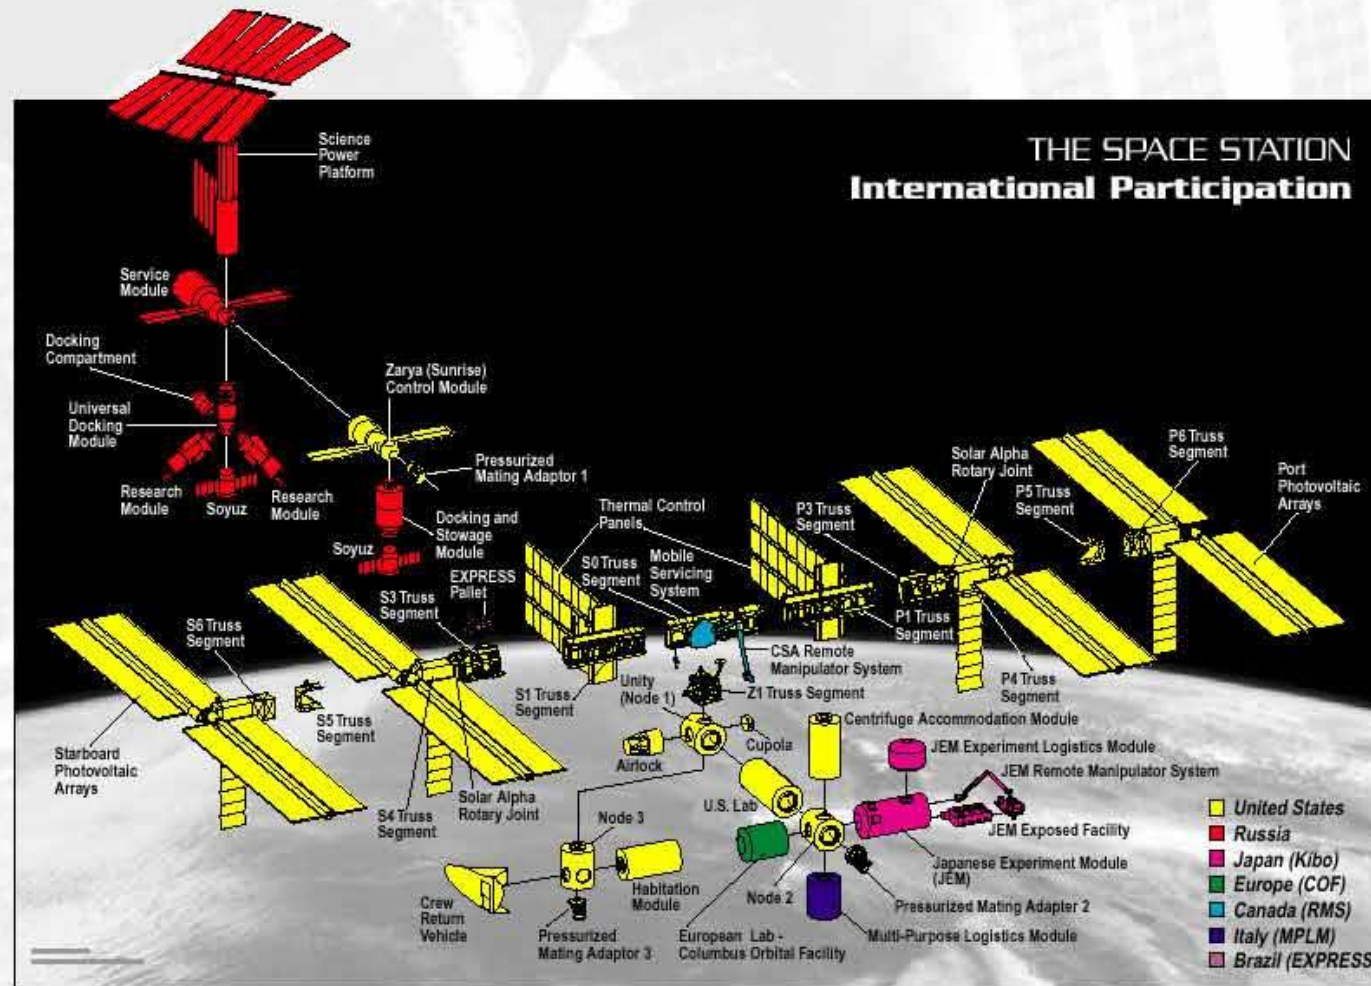 THE SPACE STATION
International Participation
Science
Power
Platform
Service
Module
Docking
Compartment
Universal
Docking
Module
Research
Module
Soyuz
Research
Module
Zarya (Sunrise)
Control Module
Pressurized
Mating Adaptor 1
Docking and
Stowage
Module
Soyuz
EXPRESS
Pallet
Thermal Control
Panels
S0 Truss
Segment
Mobile
Servicing
System
P3 Truss
Segment
Solar Alpha
Rotary Joint
P5 Truss
Segment
P6 Truss
Segment
Port
Photovoltaic
Arrays
S6 Truss
Segment
S3 Truss
Segment
P1 Truss
Segment
CSA Remote
Manipulator System
P4 Truss
Segment
Starboard
Photovoltaic
Arrays
S5 Truss
Segment
S4 Truss
Segment
Solar Alpha
Rotary Joint
S1 Truss
Segment
Unity
(Node 1)
Z1 Truss Segment
Cupola
Airlock
Centrifuge Accommodation Module
JEM Experiment Logistics Module
JEM Remote Manipulator System
U.S. Lab
JEM Exposed Facility
Node 3
Japanese Experiment Module
(JEM)
Habitation
Module
Node 2
Pressurized Mating Adapter 2
Crew
Return
Vehicle
Pressurized
Mating Adaptor 3
European Lab -
Columbus Orbital Facility
Multi-Purpose Logistics Module
United States
Russia
Japan (Kibo)
Europe (COF)
Canada (RMS)
Italy (MPLM)
Brazil (EXPRESS